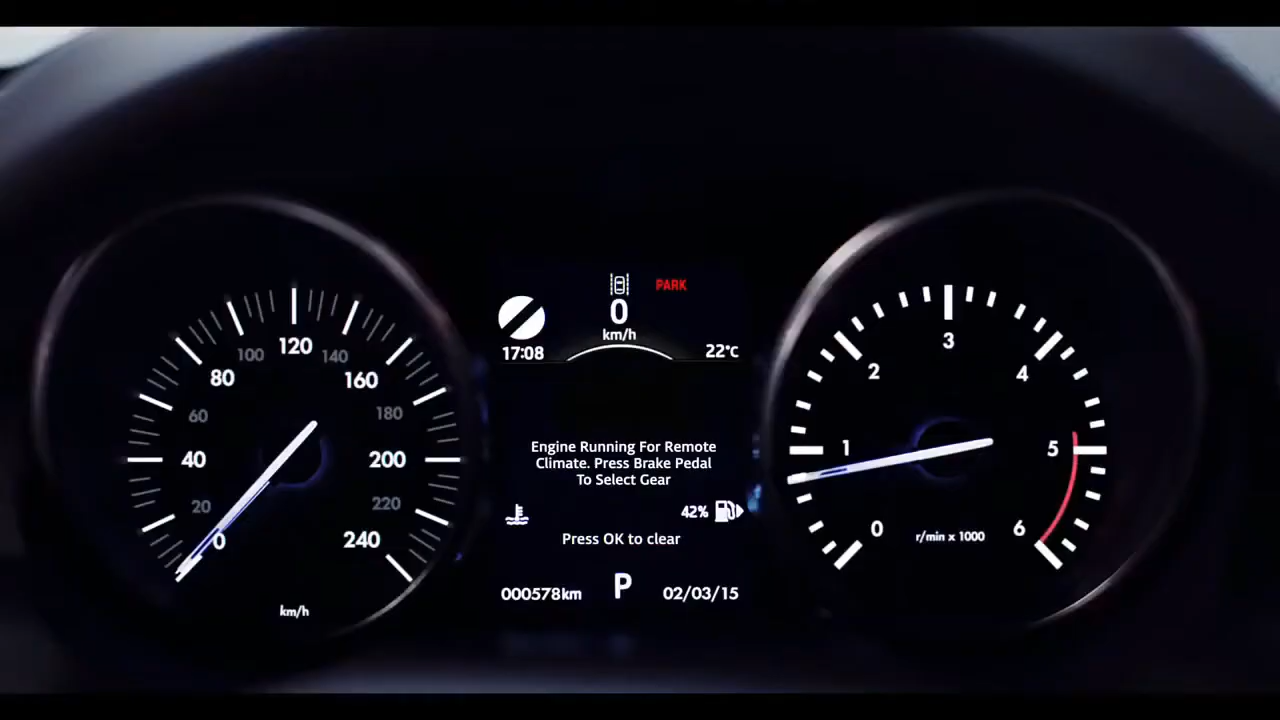 PARK
0
km/h
17:08
22°C
Engine Running For Remote
Climate. Press Brake Pedal
To Select Gear
42%
Press OK to clear
000578km
P
02/03/15
0
20
40
60
80
100
120
140
160
180
200
220
240
km/h
0
1
2
3
4
5
6
r/min x 1000